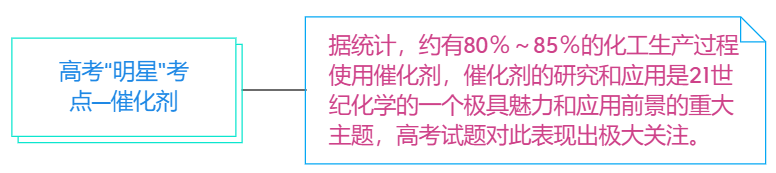 高考"明星"考
点—催化剂
据统计，约有80％～85％的化工生产过程
使用催化剂，催化剂的研究和应用是21世
纪化学的一个极具魅力和应用前景的重大
主题，高考试题对此表现出极大关注。